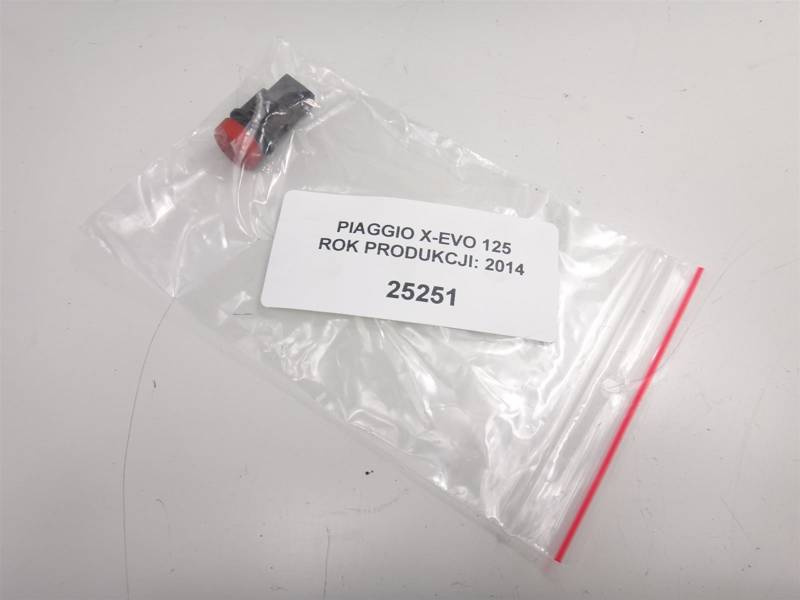 PIAGGIO X-EVO 125
ROK PRODUKCJI: 2014
25251